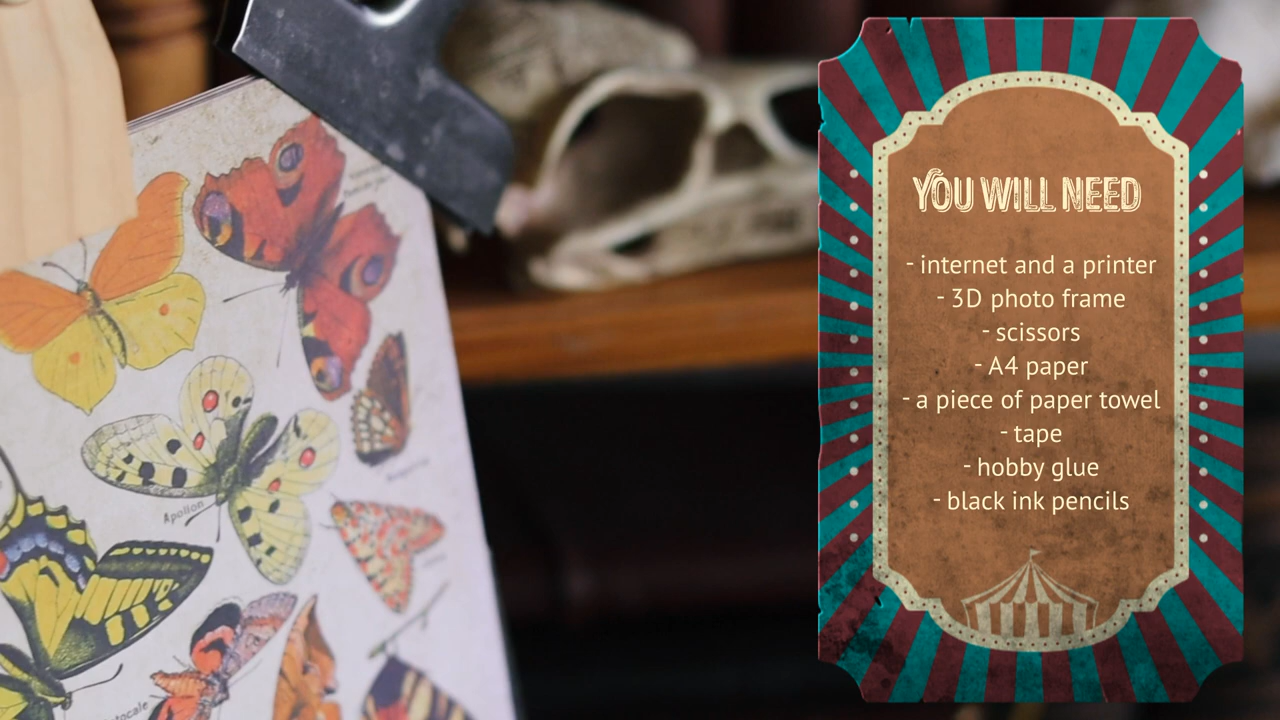 YOU WILL NEED
- internet and a printer
- 3D photo frame
- scissors
- A4 paper
- a piece of paper towel
- tape
- hobby glue
- black ink pencils
Apollon